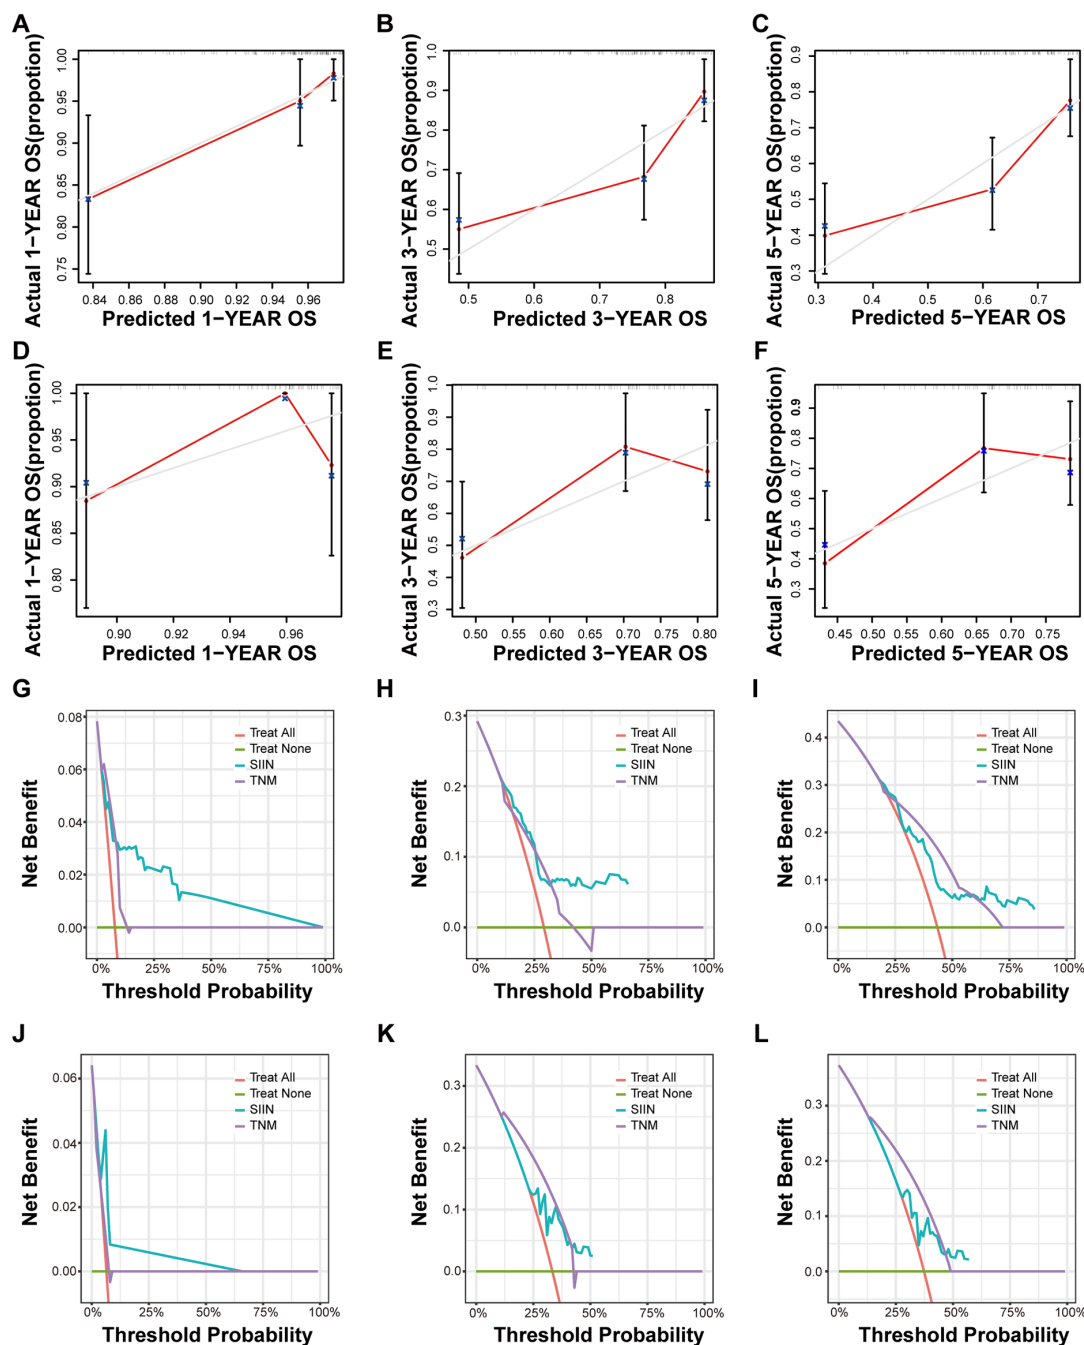 A
Actual 1−YEAR OS(propotion)
1.00
0.95
0.90
0.85
0.80
0.75
0.84 0.86 0.88 0.90 0.92 0.94 0.96
Predicted 1−YEAR OS
B
Actual 3−YEAR OS(propotion)
1.0
0.9
0.8
0.7
0.6
0.5
0.5 0.6 0.7 0.8
Predicted 3−YEAR OS
C
Actual 5−YEAR OS(propotion)
0.9
0.8
0.7
0.6
0.5
0.4
0.3
0.3 0.4 0.5 0.6 0.7
Predicted 5−YEAR OS
D
Actual 1−YEAR OS(propotion)
1.00
0.95
0.90
0.85
0.80
0.90 0.92 0.94 0.96
Predicted 1−YEAR OS
E
Actual 3−YEAR OS(propotion)
1.0
0.9
0.8
0.7
0.6
0.5
0.4
0.3
0.50 0.55 0.60 0.65 0.70 0.75 0.80
Predicted 3−YEAR OS
F
Actual 5−YEAR OS(propotion)
0.9
0.8
0.7
0.6
0.5
0.4
0.3
0.45 0.50 0.55 0.60 0.65 0.70 0.75
Predicted 5−YEAR OS
G
Net Benefit
0.08
0.06
0.04
0.02
0.00
Treat All
Treat None
SIIN
TNM
0% 25% 50% 75% 100%
Threshold Probability
H
Net Benefit
0.3
0.2
0.1
0.0
Treat All
Treat None
SIIN
TNM
0% 25% 50% 75% 100%
Threshold Probability
I
Net Benefit
0.4
0.3
0.2
0.1
0.0
Treat All
Treat None
SIIN
TNM
0% 25% 50% 75% 100%
Threshold Probability
J
Net Benefit
0.06
0.04
0.02
0.00
Treat All
Treat None
SIIN
TNM
0% 25% 50% 75% 100%
Threshold Probability
K
Net Benefit
0.3
0.2
0.1
0.0
Treat All
Treat None
SIIN
TNM
0% 25% 50% 75% 100%
Threshold Probability
L
Net Benefit
0.3
0.2
0.1
0.0
Treat All
Treat None
SIIN
TNM
0% 25% 50% 75% 100%
Threshold Probability